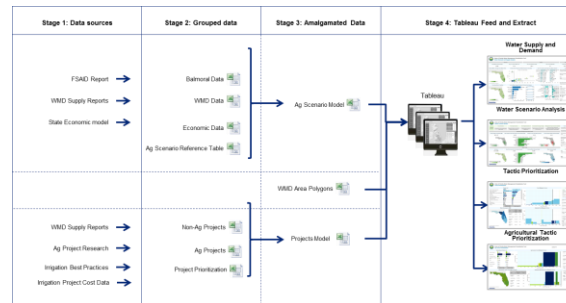 Stage 1: Data sources
Stage 2: Grouped data
Stage 3: Amalgamated Data
Stage 4: Tableau Feed and Extract
FSAID Report
WMD Supply Reports
State Economic model
Balmoral Data
WMD Data
Economic Data
Ag Scenario Reference Table
Ag Scenario Model
WMD Area Polygons
WMD Supply Reports
Ag Project Research
Irrigation Best Practices
Irrigation Project Cost Data
Non-Ag Projects
Ag Projects
Project Prioritization
Projects Model
Tableau
Water Supply and
Demand
Water Scenario Analysis
Tactic Prioritization
Agricultural Tactic
Prioritization